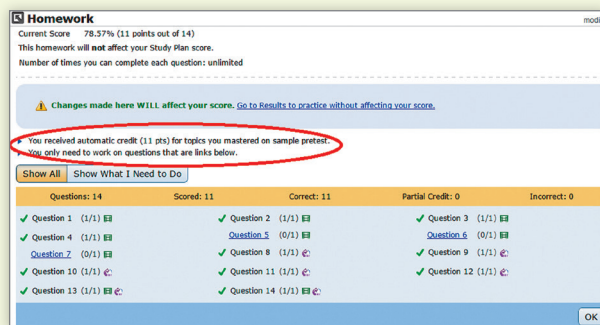 Homework
Current Score 78.57% (11 points out of 14)
modi
This homework will not affect your Study Plan score.
Number of times you can complete each question: unlimited
Changes made here WILL affect your score. Go to Results to practice without affecting your score.
You received automatic credit (11 pts) for topics you mastered on sample pretest.
You only need to work on questions that are links below.
Show All Show What I Need to Do
Questions: 14 Scored: 11 Correct: 11 Partial Credit: 0 Incorrect: 0
Question 1 (1/1) Question 2 (1/1) Question 3 (1/1)
Question 4 (1/1) Question 5 (0/1) Question 6 (0/1)
Question 7 (0/1) Question 8 (1/1) Question 9 (1/1)
Question 10 (1/1) Question 11 (1/1) Question 12 (1/1)
Question 13 (1/1) Question 14 (1/1)
OK